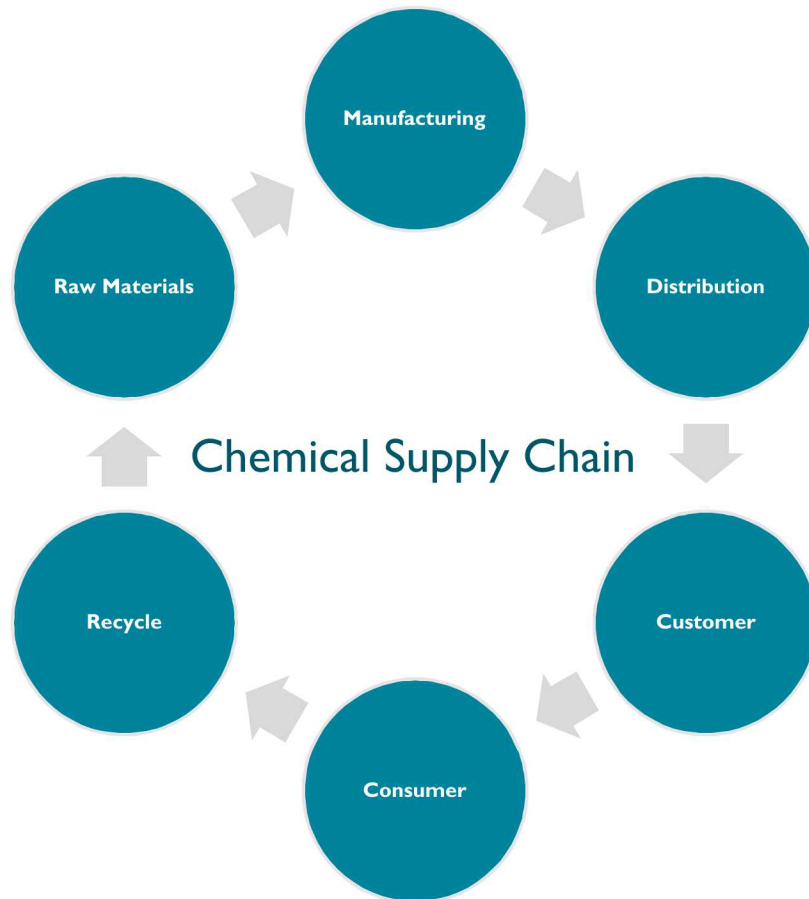 Manufacturing
Raw Materials
Distribution
Chemical Supply Chain
Recycle
Customer
Consumer